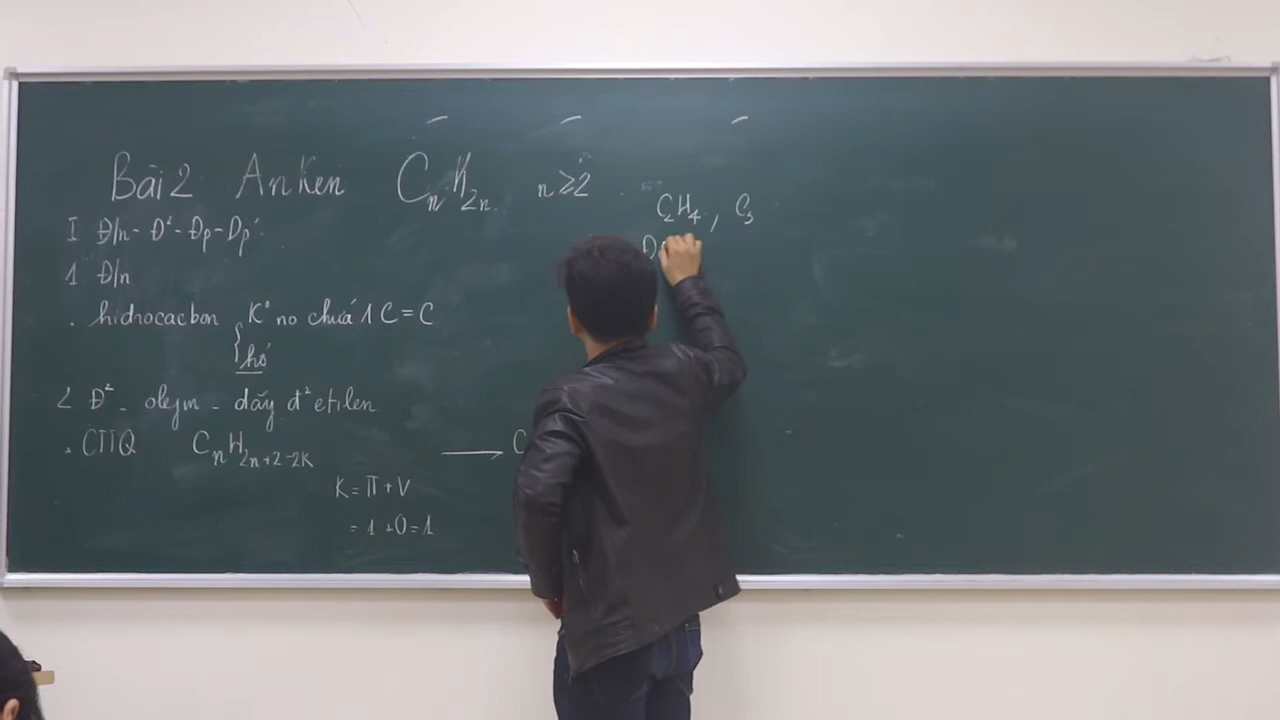 Bài 2 AnKen CₙH₂ₙ n≥2
I Đ/n - Đ² - Đp - Dp'
1 Đ/n
. hidrocacbon K° no chứa 1 C = C
hở
2 Đ² - olefin - dãy đ² etilen
. CTTQ CₙH₂ₙ₊₂₋₂K
K = π + V
= 1 + 0 = 1
→ C
C₂H₄, C₃